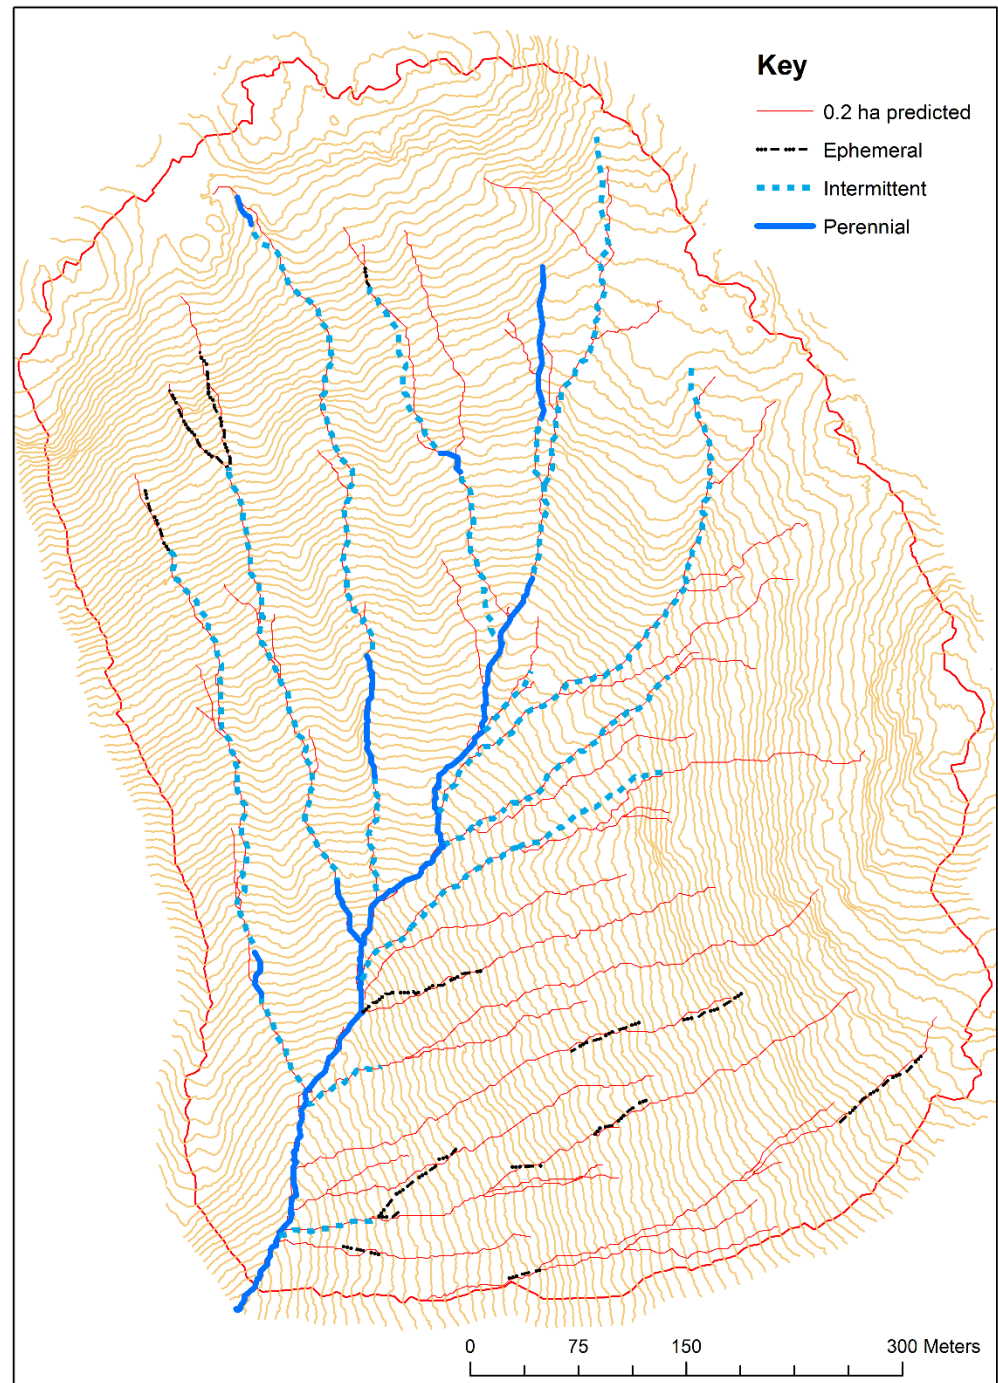 Key
0.2 ha predicted
Ephemeral
Intermittent
Perennial
0 75 150 300 Meters